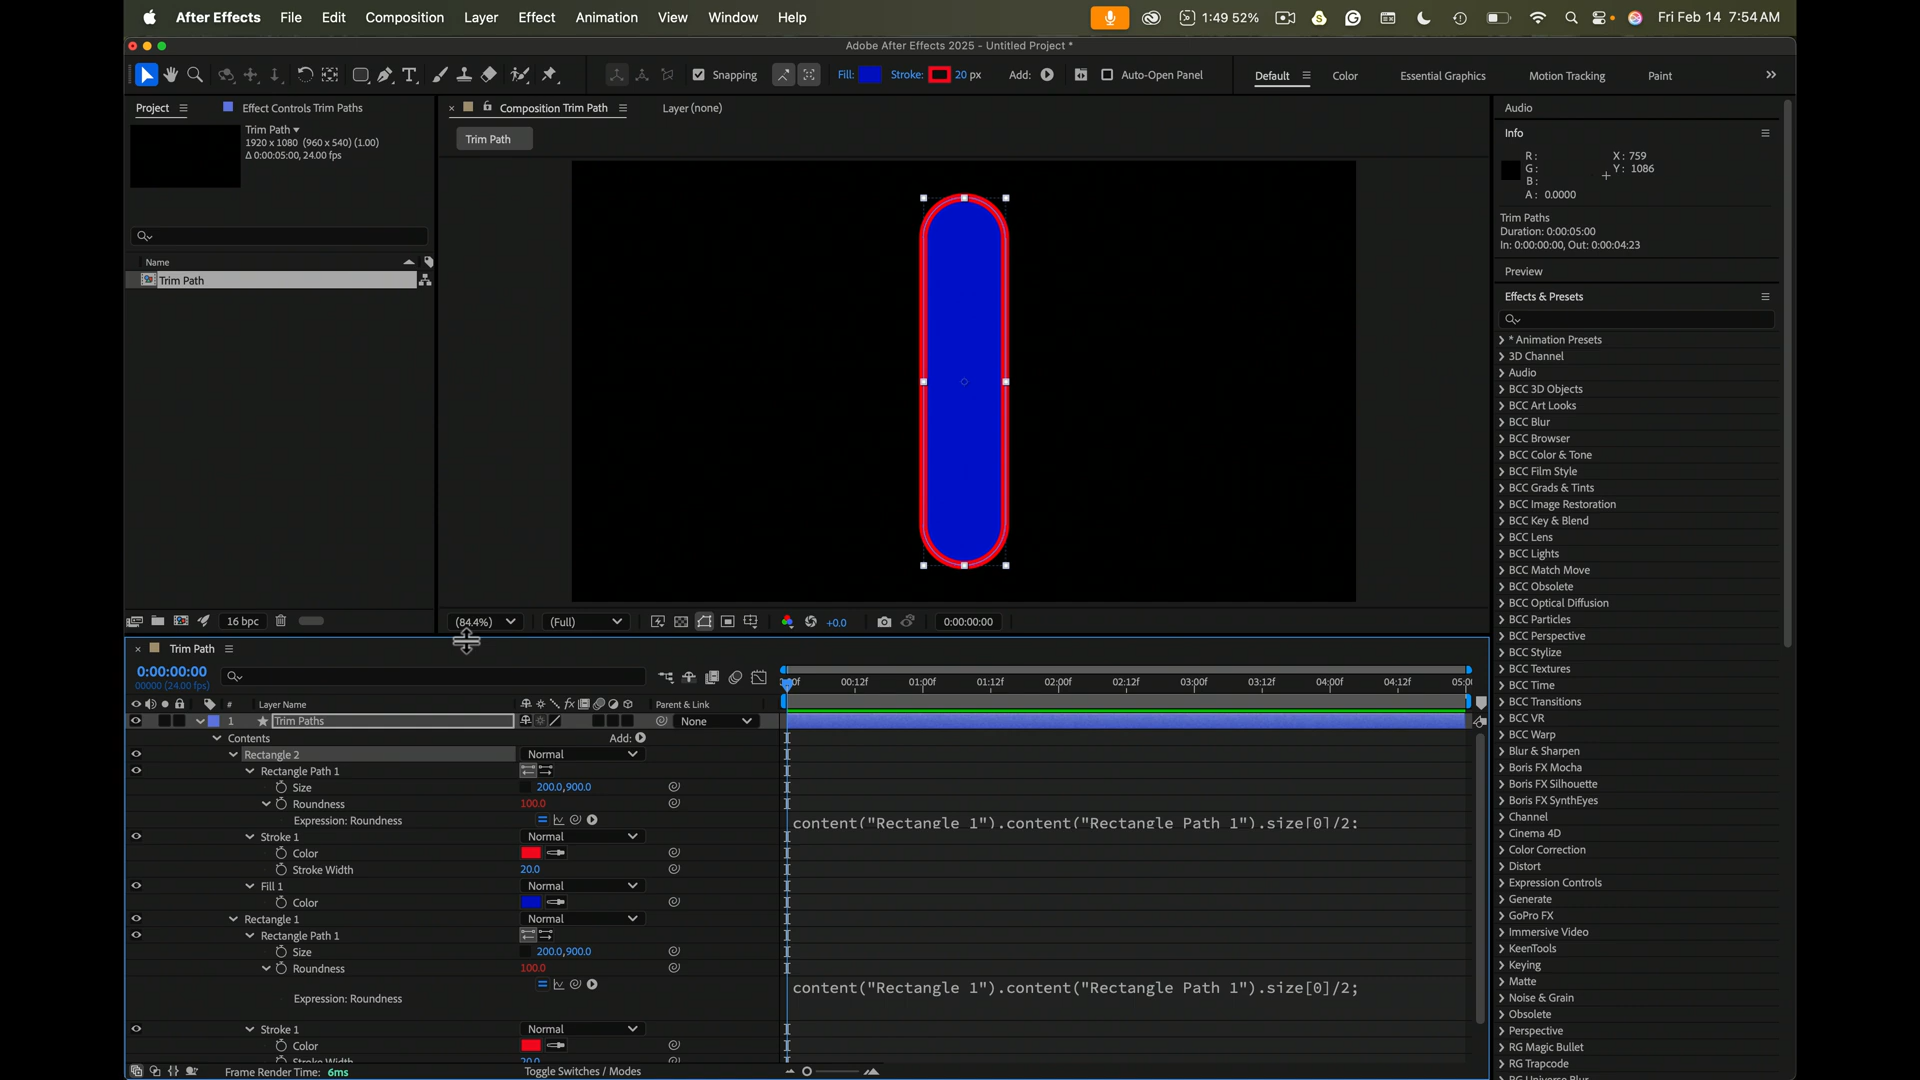 After Effects File Edit Composition Layer Effect Animation View Window Help 1:49 52% Fri Feb 14 7:54 AM
Adobe After Effects 2025 - Untitled Project *
Snapping Fill: Stroke: 20 px Add: Auto-Open Panel Default Color Essential Graphics Motion Tracking Paint
Project Effect Controls Trim Paths
Trim Path
1920 x 1080 (960 x 540) (1.00)
Δ 0:00:05:00, 24.00 fps
Name
Trim Path
16 bpc
Composition Trim Path Layer (none)
Trim Path
(84.4%) (Full) +0.0 0:00:00:00
Audio
Info
R: X: 759
G: Y: 1086
B:
A: 0.0000
Trim Paths
Duration: 0:00:05:00
In: 0:00:00:00, Out: 0:00:04:23
Preview
Effects & Presets
* Animation Presets
3D Channel
Audio
BCC 3D Objects
BCC Art Looks
BCC Blur
BCC Browser
BCC Color & Tone
BCC Film Style
BCC Grads & Tints
BCC Image Restoration
BCC Key & Blend
BCC Lens
BCC Lights
BCC Match Move
BCC Obsolete
BCC Optical Diffusion
BCC Particles
BCC Perspective
BCC Stylize
BCC Textures
BCC Time
BCC Transitions
BCC VR
BCC Warp
Blur & Sharpen
Boris FX Mocha
Boris FX Silhouette
Boris FX SynthEyes
Channel
Cinema 4D
Color Correction
Distort
Expression Controls
Generate
GoPro FX
Immersive Video
KeenTools
Keying
Matte
Noise & Grain
Obsolete
Perspective
RG Magic Bullet
RG Trapcode
RG Universe Blur
Trim Path
0:00:00:00
00000 (24.00 fps)
00:12f 01:00f 01:12f 02:00f 02:12f 03:00f 03:12f 04:00f 04:12f
# Layer Name fx Parent & Link
1 Trim Paths None
Contents Add:
Rectangle 2 Normal
Rectangle Path 1
Size 200.0,900.0
Roundness 100.0
Expression: Roundness content("Rectangle 1").content("Rectangle Path 1").size[0]/2;
Stroke 1 Normal
Color
Stroke Width 20.0
Fill 1 Normal
Color
Rectangle 1 Normal
Rectangle Path 1
Size 200.0,900.0
Roundness 100.0
content("Rectangle 1").content("Rectangle Path 1").size[0]/2;
Expression: Roundness
Stroke 1 Normal
Color
Stroke Width 20.0
Frame Render Time: 6ms Toggle Switches / Modes